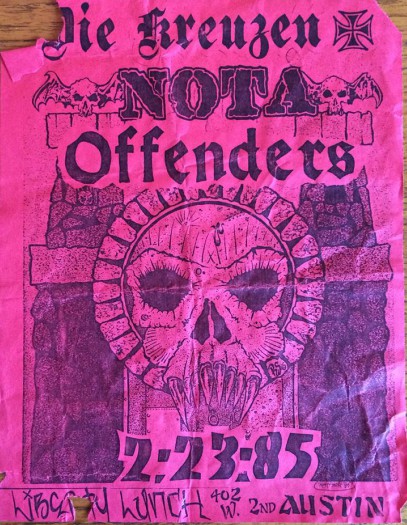 Die Kreuzen
NOTA
Offenders
2:23:85
Liberty Lunch 402 W. 2ND AUSTIN